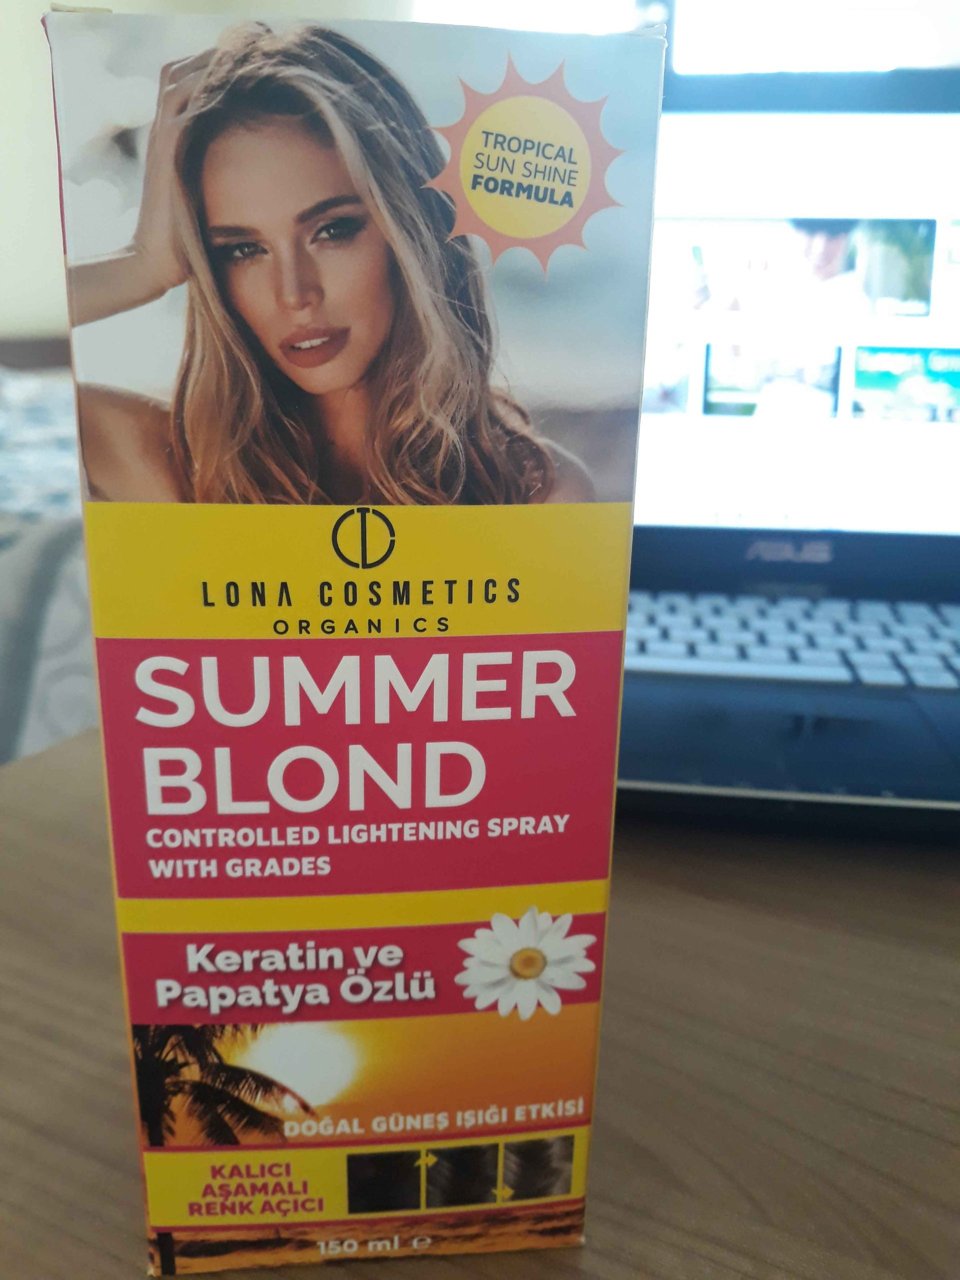 TROPICAL
SUN SHINE
FORMULA
LONA COSMETICS
ORGANICS
SUMMER
BLOND
CONTROLLED LIGHTENING SPRAY
WITH GRADES
Keratin ve
Papatya Özlü
DOĞAL GÜNEŞ IŞIĞI ETKİSİ
KALICI
AŞAMALI
RENK AÇICI
150 ml ℮
ASUS